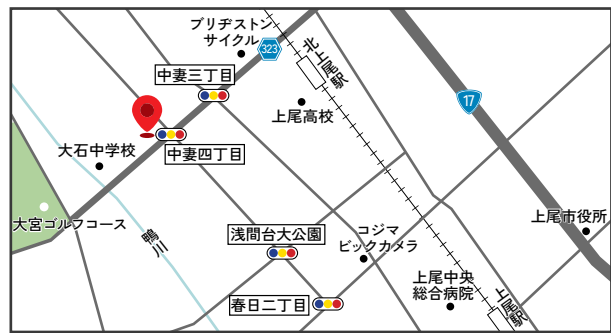 ブリヂストン
サイクル
323
北上尾駅
中妻三丁目
17
上尾高校
大石中学校
中妻四丁目
大宮ゴルフコース
鴨川
浅間台大公園
コジマ
ビックカメラ
上尾市役所
春日二丁目
上尾中央
総合病院
上尾駅